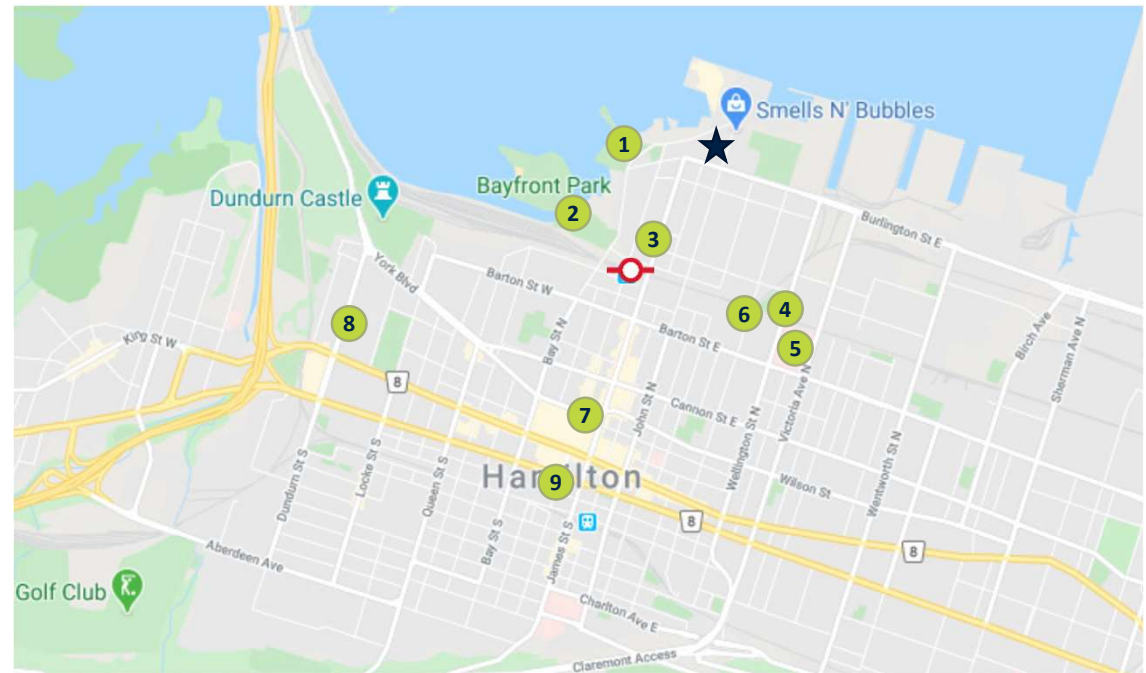 Smells N' Bubbles
1
Bayfront Park
Dundurn Castle
2
Burlington St E
3
York Blvd
Barton St W
4
6
8
Birch Ave
King St W
Bay St N
Barton St E
5
Sherman Ave N
8
John St N
Victoria Ave N
7
Cannon St E
Wellington St N
Hamilton
9
Wilson St
Wentworth St N
Dundurn St S
Locke St S
Queen St S
8
Bay St S
James St S
8
Aberdeen Ave
Golf Club
Charlton Ave E
Claremont Access